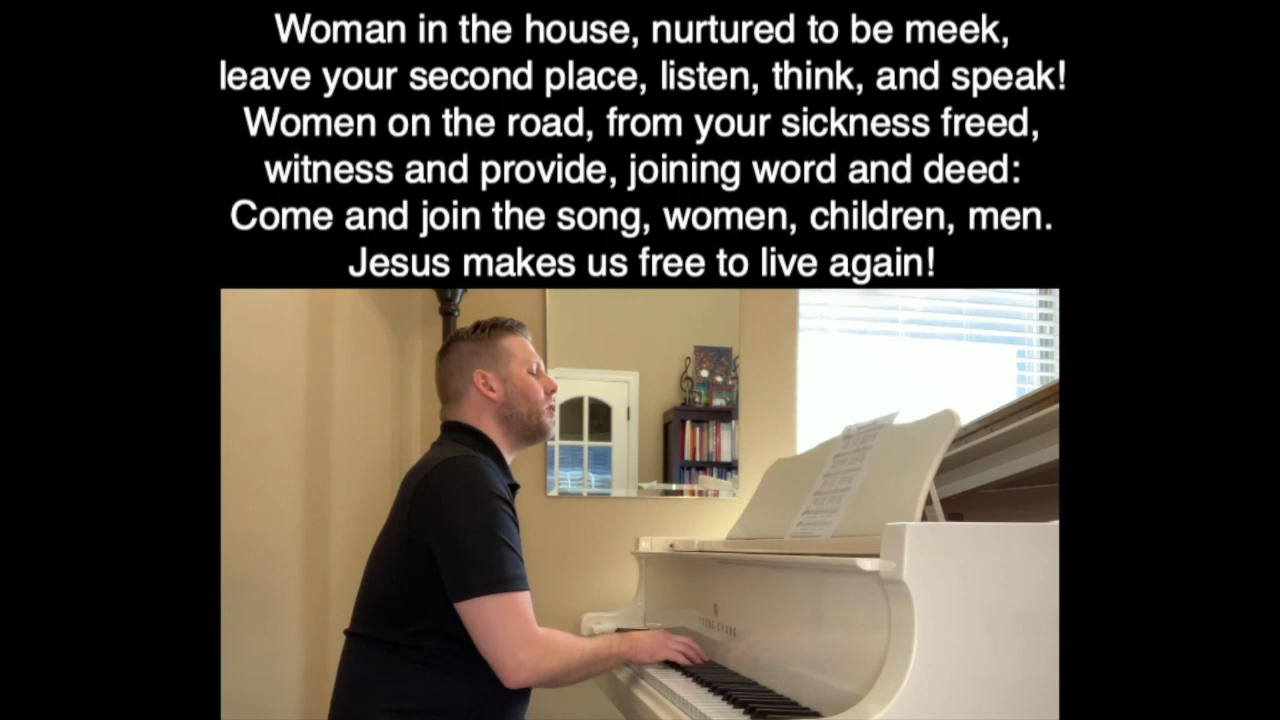 Woman in the house, nurtured to be meek,
leave your second place, listen, think, and speak!
Women on the road, from your sickness freed,
witness and provide, joining word and deed:
Come and join the song, women, children, men.
Jesus makes us free to live again!
YOUNG CHANG